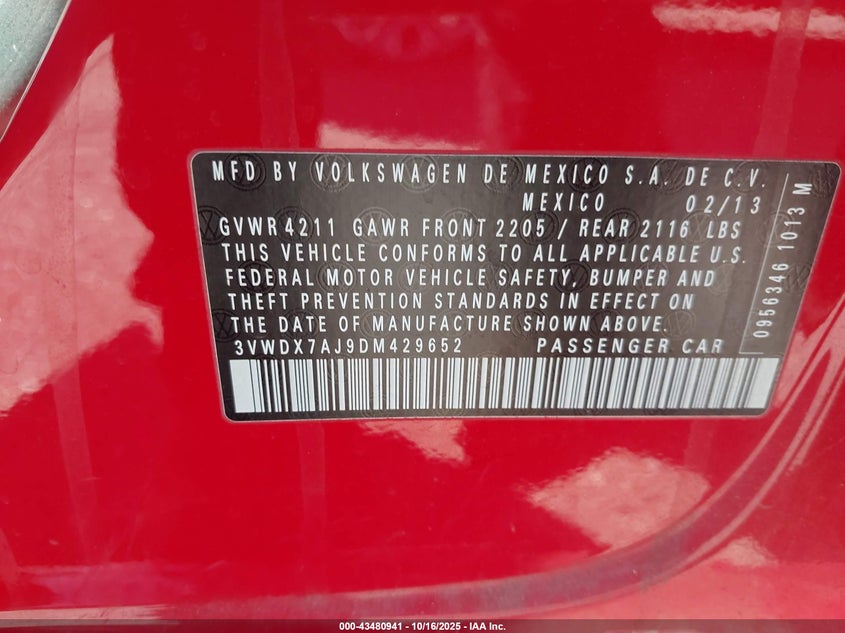 MFD BY VOLKSWAGEN DE MEXICO S.A. DE C.V.
MEXICO 02/13
GVWR 4211 GAWR FRONT 2205 / REAR 2116 LBS
THIS VEHICLE CONFORMS TO ALL APPLICABLE U.S.
FEDERAL MOTOR VEHICLE SAFETY, BUMPER AND
THEFT PREVENTION STANDARDS IN EFFECT ON
THE DATE OF MANUFACTURE SHOWN ABOVE.
3VWDX7AJ9DM429652 PASSENGER CAR
0956346 1013 M
000-43480941 - 10/16/2025 - IAA Inc.